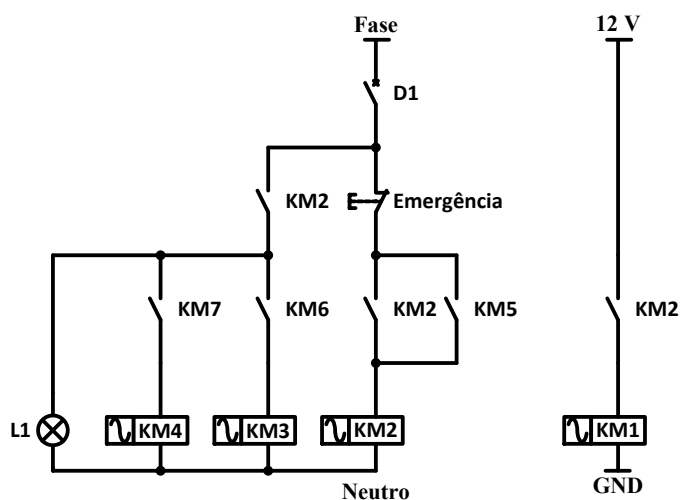 Fase
12 V
D1
KM2
Emergência
KM7
KM6
KM2
KM5
KM2
L1
KM4
KM3
KM2
KM1
Neutro
GND